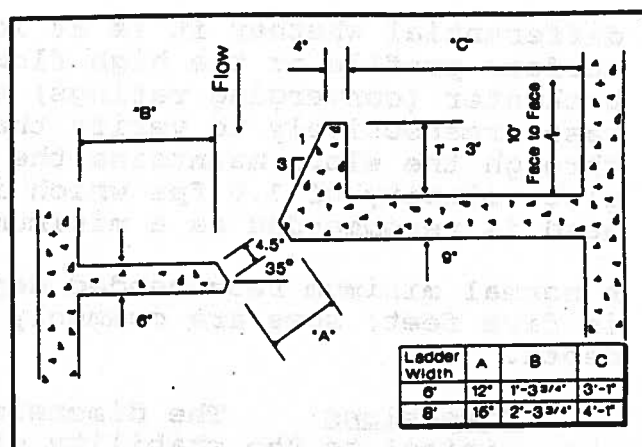 4"
"C"
Flow
"B"
1
3
1' - 3"
10'
Face to Face
4.5"
35°
9"
6"
"A"
Ladder Width A B C
6' 12" 1'-3 3/4" 3'-1"
8' 16" 2'-3 3/4" 4'-1"